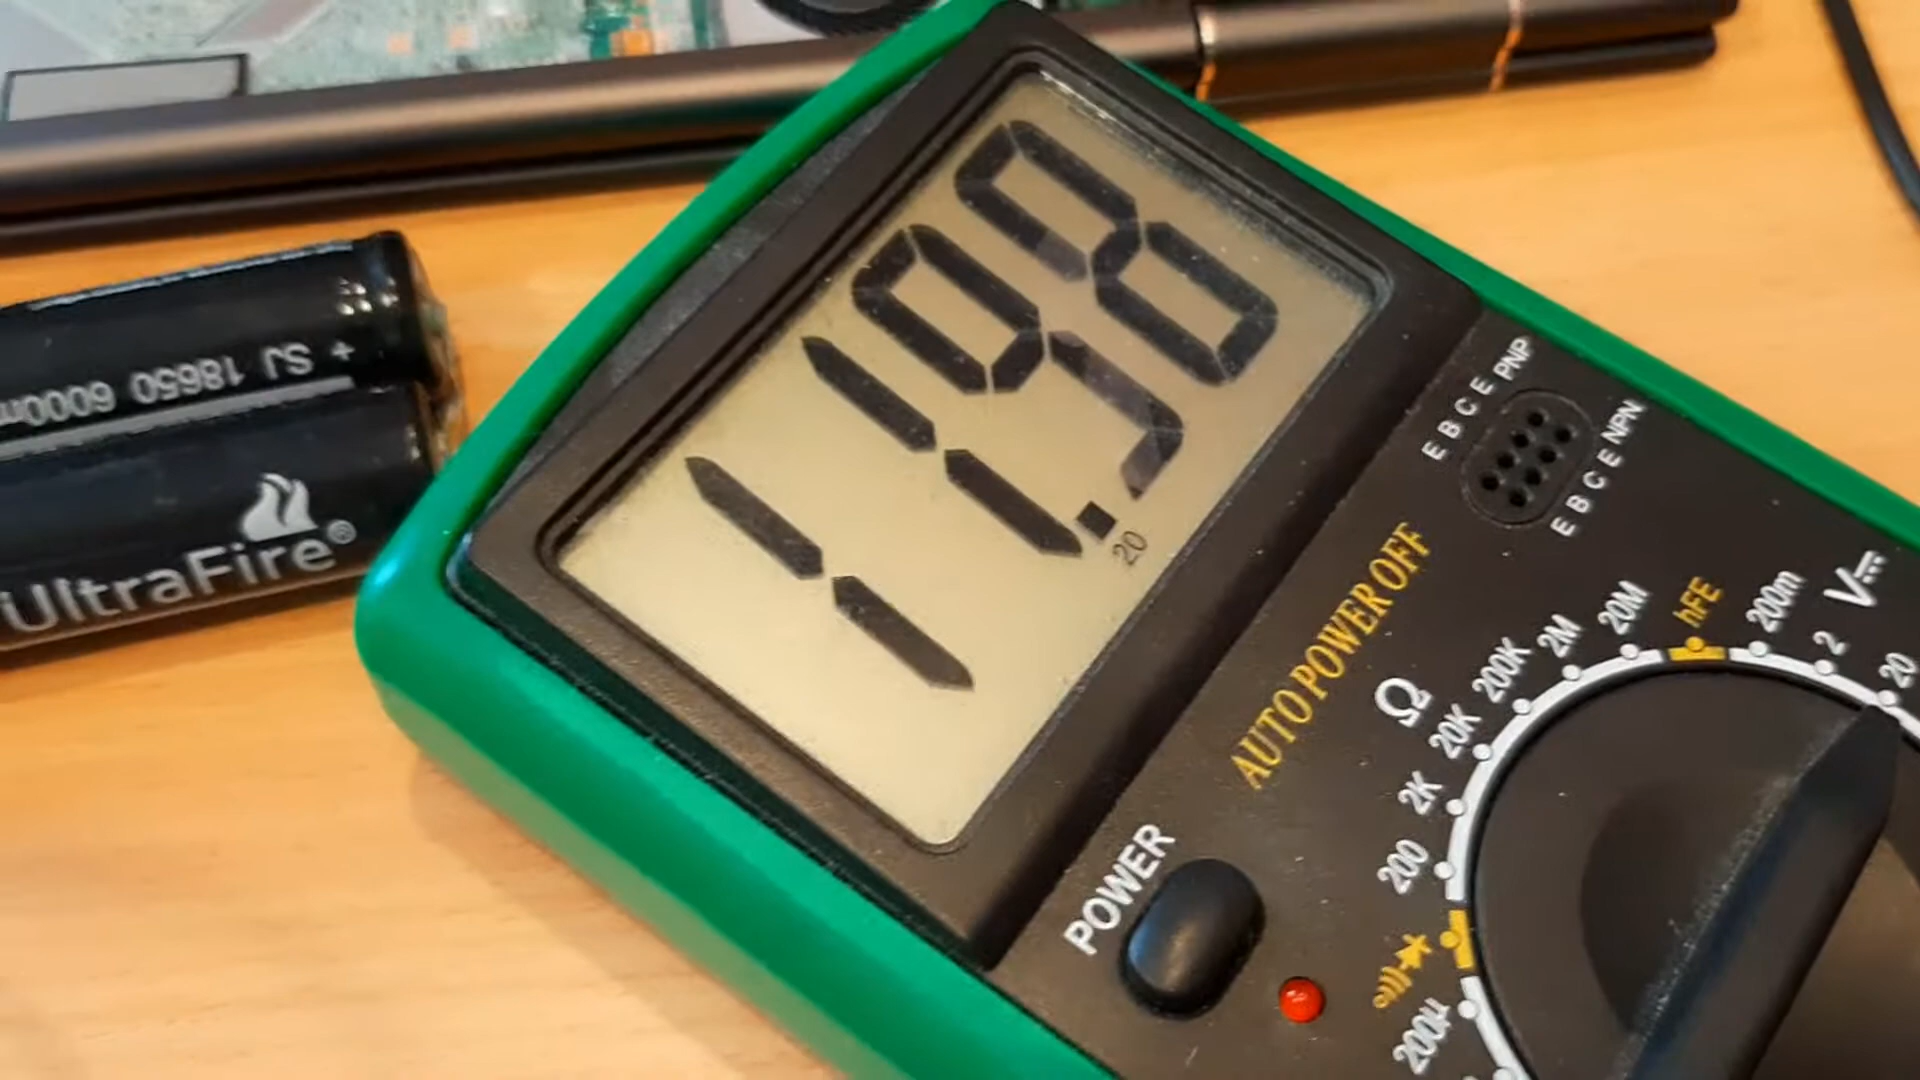 + SJ 18650 6000m
UltraFire®
11.98
20
E B C E PNP
E B C E NPN
AUTO POWER OFF
POWER
Ω
200
2K
20K
200K
2M
20M
hFE
200m
2
20
V
200µ